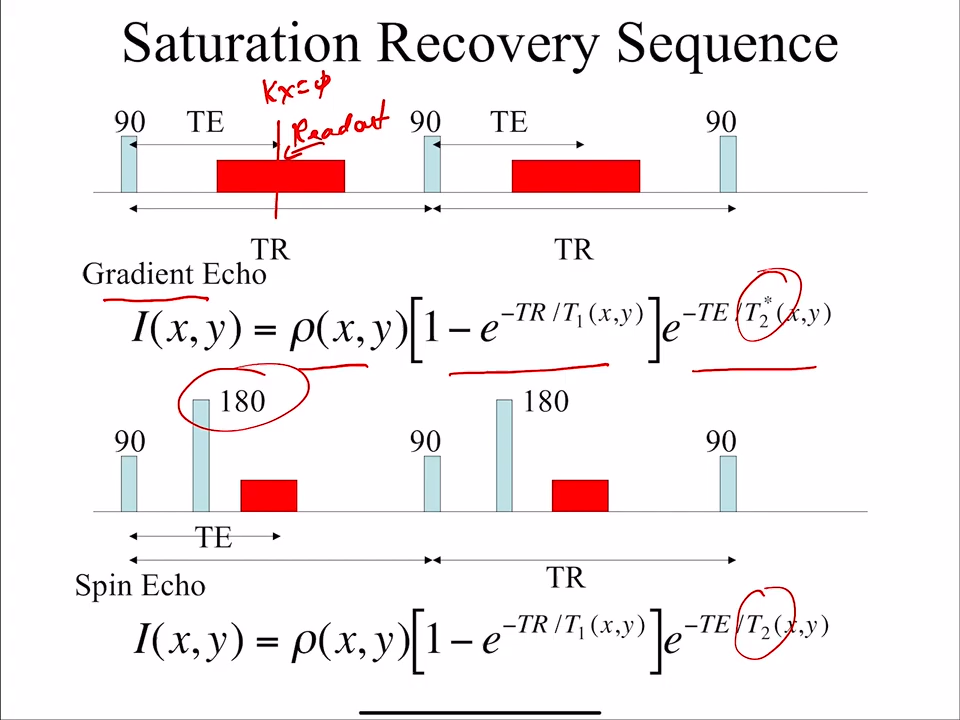 Saturation Recovery Sequence
Kx=φ
90 TE Readout 90 TE 90
TR TR
Gradient Echo
I(x,y) = ρ(x,y)[1 − e^{−TR/T₁(x,y)}]e^{−TE/T₂*(x,y)}
180 180
90 90 90
TE
TR
Spin Echo
I(x,y) = ρ(x,y)[1 − e^{−TR/T₁(x,y)}]e^{−TE/T₂(x,y)}